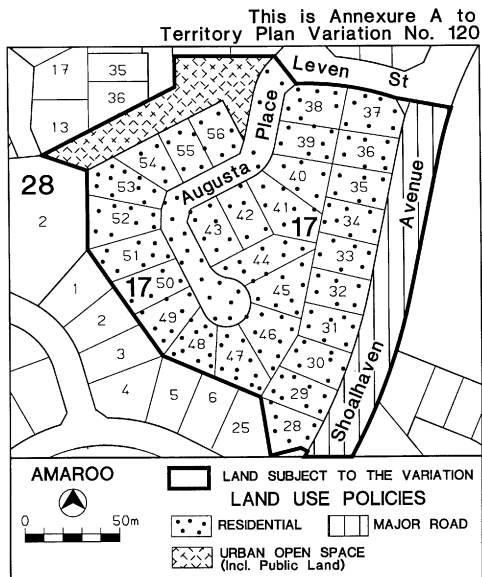 This is Annexure A to
Territory Plan Variation No. 120
Leven St
17
35
36
13
38
37
Place
56
39
36
55
54
40
35
Augusta
53
28
2
42
41
17
34
Avenue
52
43
33
51
44
17
50
45
32
1
49
31
2
46
48
47
30
3
29
4
5
6
25
28
Shoalhaven
AMAROO
LAND SUBJECT TO THE VARIATION
LAND USE POLICIES
0 50m
RESIDENTIAL
MAJOR ROAD
URBAN OPEN SPACE
(Incl. Public Land)